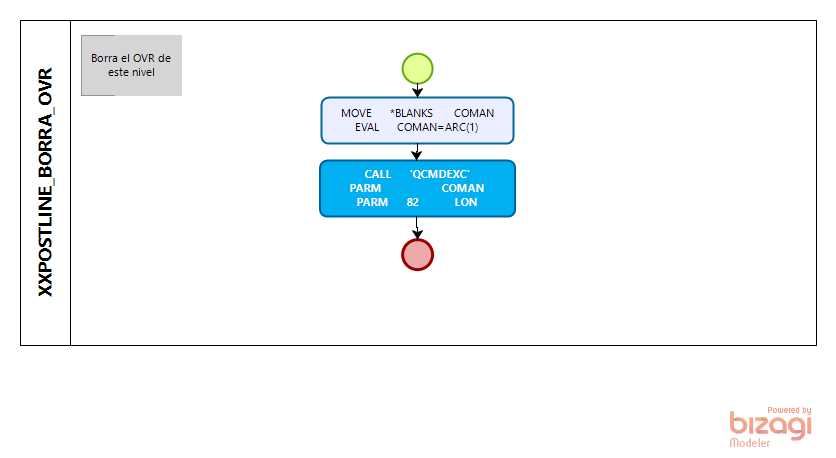 XXPOSTLINE_BORRA_OVR
Borra el OVR de
este nivel
MOVE *BLANKS COMAN
EVAL COMAN=ARC(1)
CALL 'QCMDEXC'
PARM COMAN
PARM 82 LON
Powered by
bizagi
Modeler